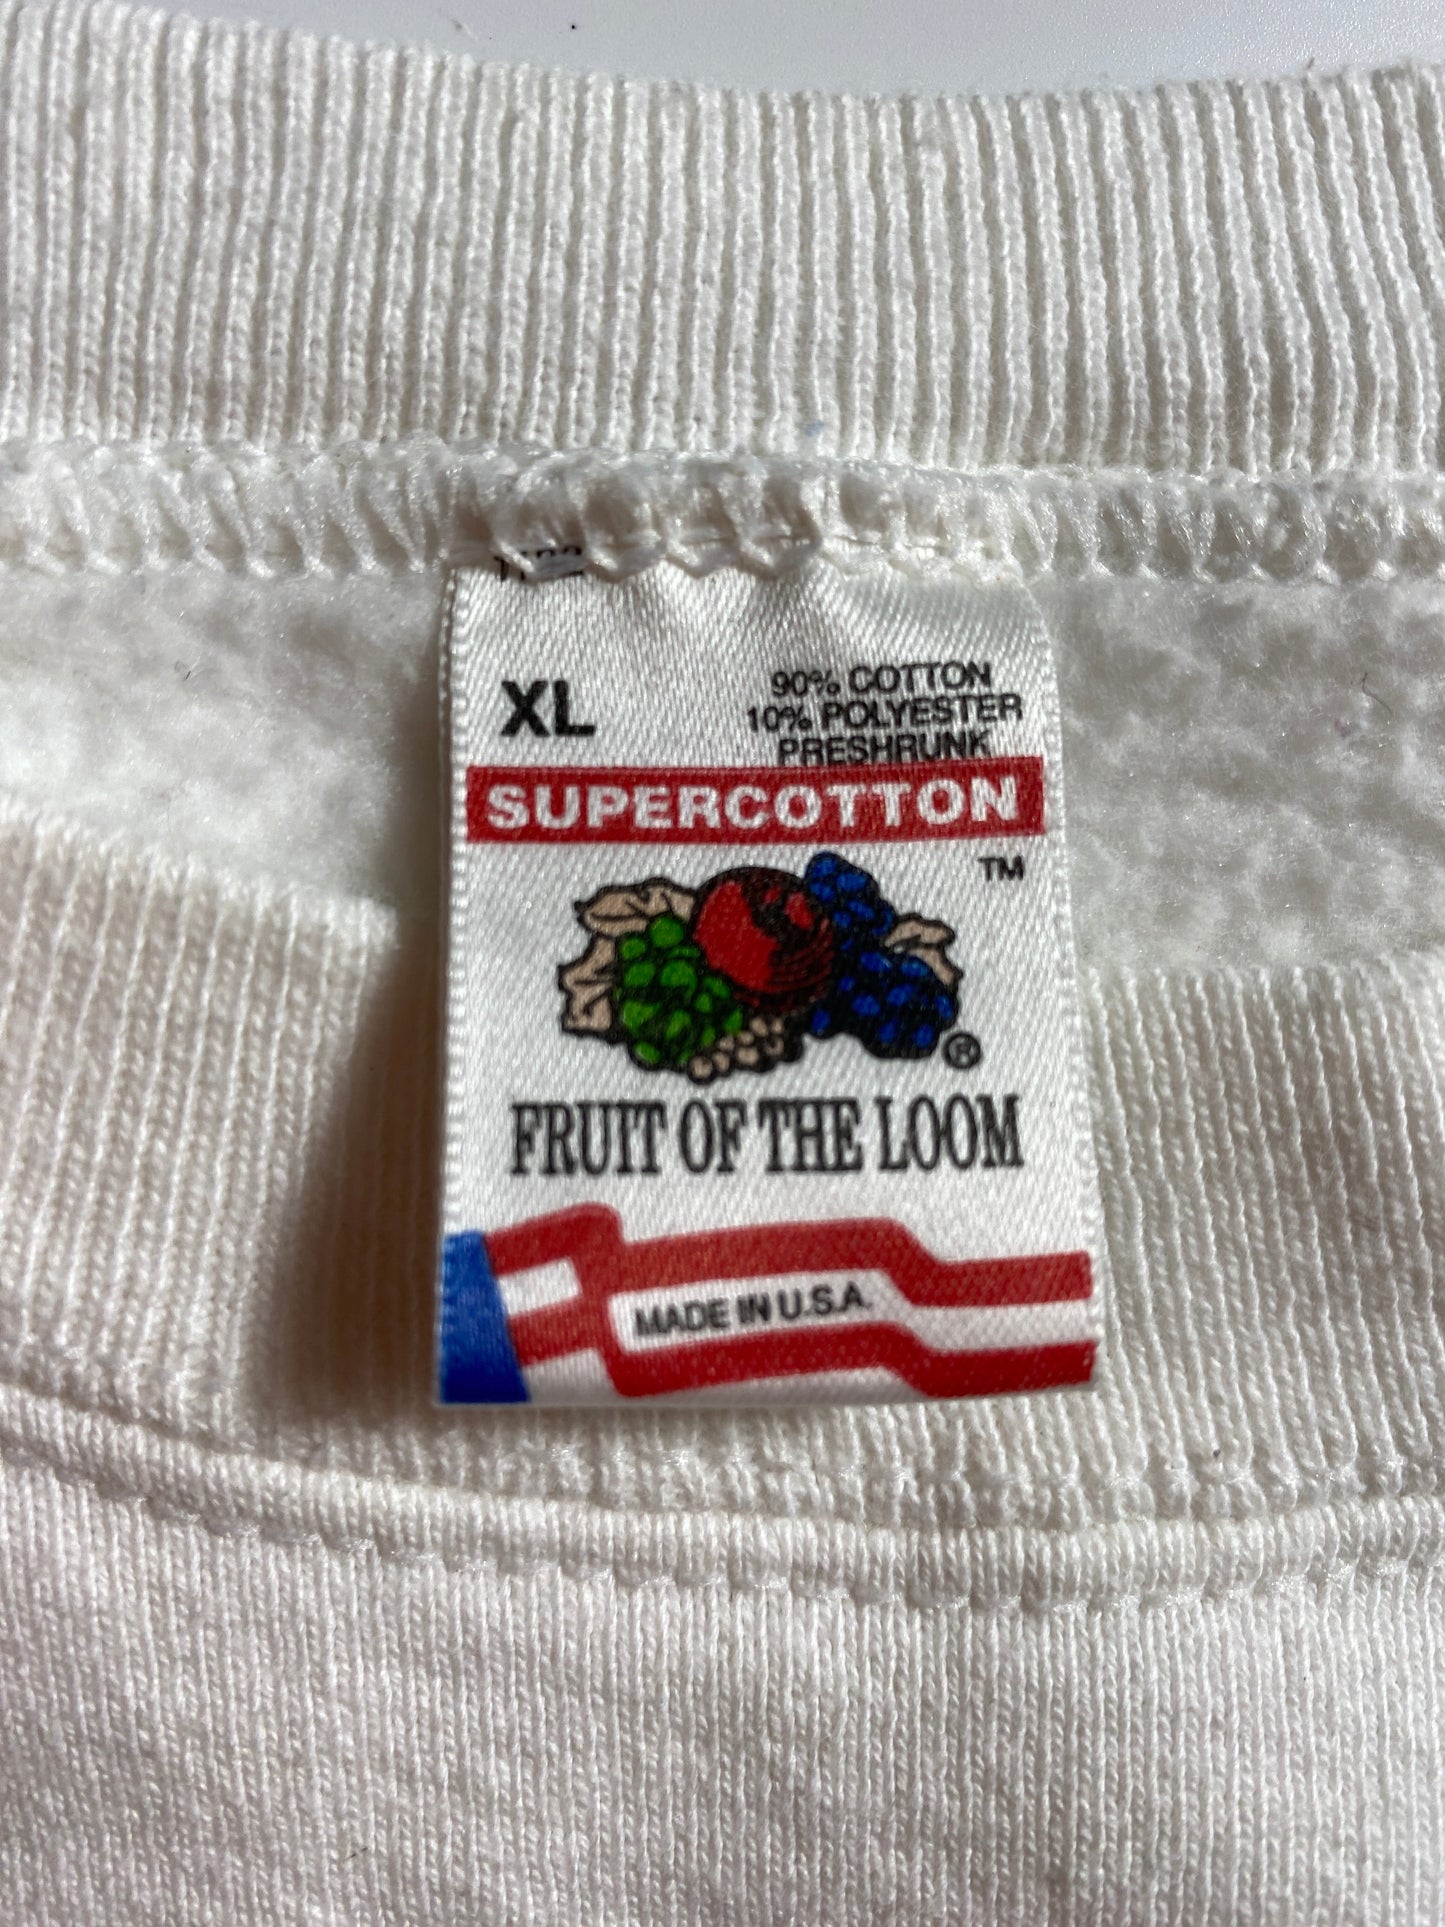 XL
90% COTTON
10% POLYESTER
PRESHRUNK
SUPERCOTTON
TM
®
FRUIT OF THE LOOM
MADE IN U.S.A.